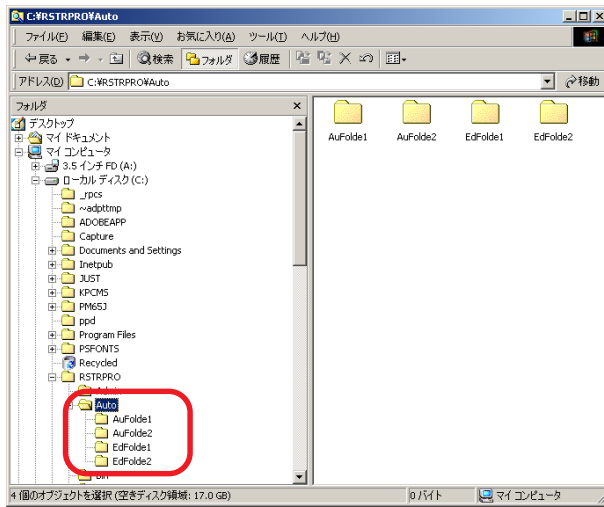 C:¥RSTRPRO¥Auto
ファイル(F) 編集(E) 表示(V) お気に入り(A) ツール(T) ヘルプ(H)
戻る 検索 フォルダ 履歴
アドレス(D) C:¥RSTRPRO¥Auto 移動
フォルダ
デスクトップ
マイ ドキュメント
マイ コンピュータ
3.5 インチ FD (A:)
ローカル ディスク (C:)
_rpcs
~adpttmp
ADOBEAPP
Capture
Documents and Settings
Inetpub
JUST
KPCMS
PM65J
ppd
Program Files
PSFONTS
Recycled
RSTRPRO
Auto
AuFolde1
AuFolde2
EdFolde1
EdFolde2
AuFolde1 AuFolde2 EdFolde1 EdFolde2
4 個のオブジェクトを選択 (空きディスク領域: 17.0 GB) 0 バイト マイ コンピュータ